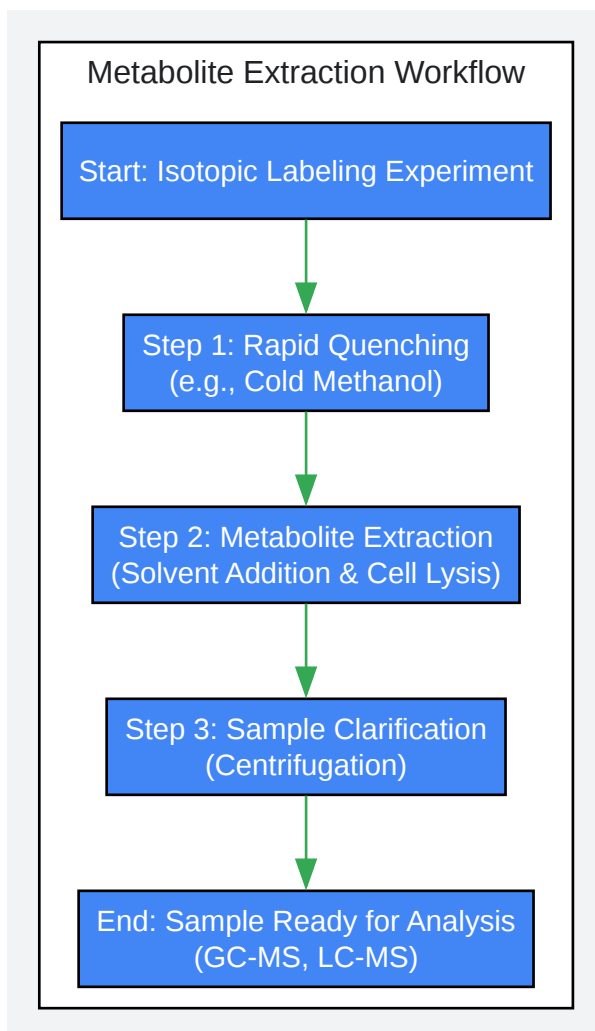 Metabolite Extraction Workflow
Start: Isotopic Labeling Experiment
Step 1: Rapid Quenching
(e.g., Cold Methanol)
Step 2: Metabolite Extraction
(Solvent Addition & Cell Lysis)
Step 3: Sample Clarification
(Centrifugation)
End: Sample Ready for Analysis
(GC-MS, LC-MS)